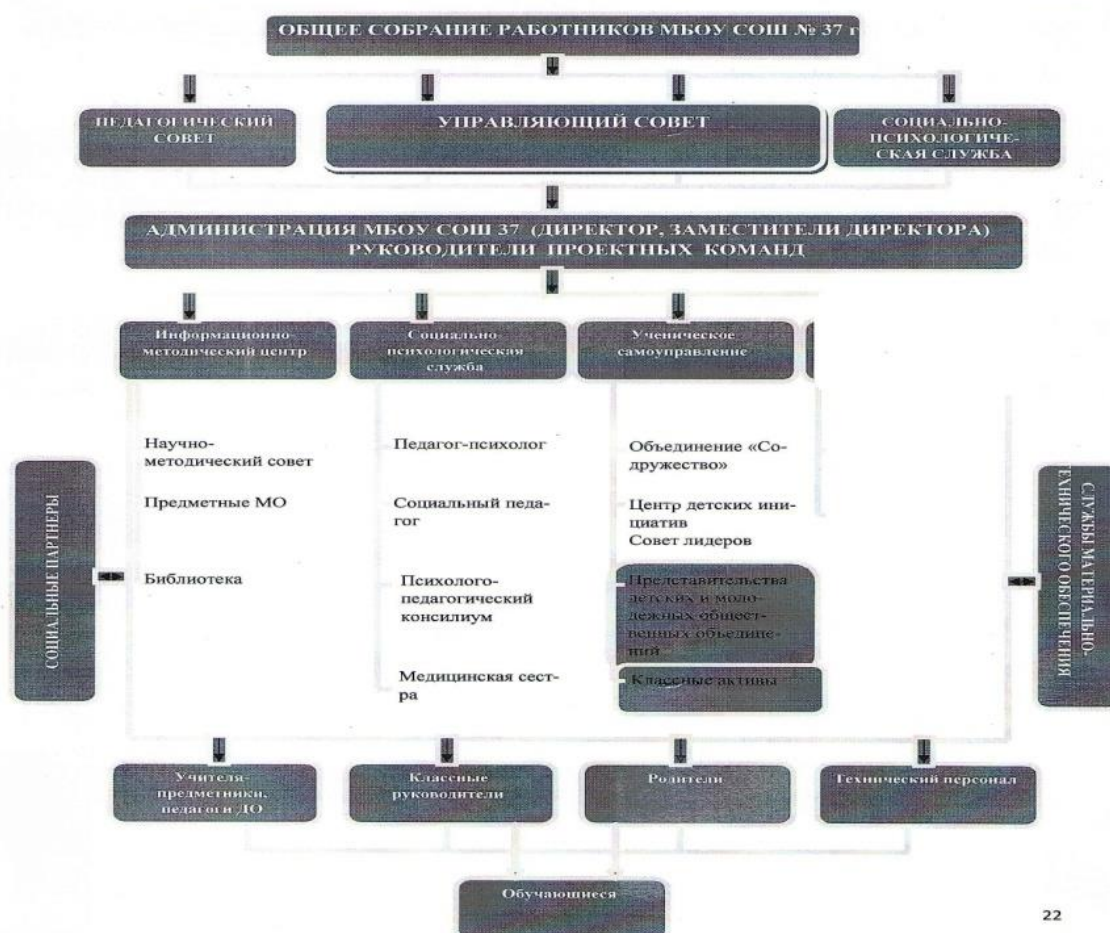 ОБЩЕЕ СОБРАНИЕ РАБОТНИКОВ МБОУ СОШ № 37 г
ПЕДАГОГИЧЕСКИЙ
СОВЕТ
УПРАВЛЯЮЩИЙ СОВЕТ
СОЦИАЛЬНО-
ПСИХОЛОГИЧЕ-
СКАЯ СЛУЖБА
АДМИНИСТРАЦИЯ МБОУ СОШ 37 (ДИРЕКТОР, ЗАМЕСТИТЕЛИ ДИРЕКТОРА)
РУКОВОДИТЕЛИ ПРОЕКТНЫХ КОМАНД
Информационно-
методический центр
Социально-
психологическая
служба
Ученическое
самоуправление
СОЦИАЛЬНЫЕ ПАРТНЕРЫ
Научно-
методический совет
Предметные МО
Библиотека
Педагог-психолог
Социальный педа-
гог
Психолого-
педагогический
консилиум
Медицинская сест-
ра
Объединение «Со-
дружество»
Центр детских ини-
циатив
Совет лидеров
Представительства
детских и моло-
дежных общест-
венных объедине-
ний
Классные активы
СЛУЖБЫ МАТЕРИАЛЬНО-
ТЕХНИЧЕСКОГО ОБЕСПЕЧЕНИЯ
Учителя-
предметники,
педагоги ДО
Классные
руководители
Родители
Технический персонал
Обучающиеся
22